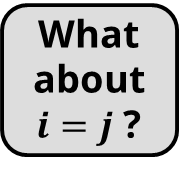 What
about
i = j ?